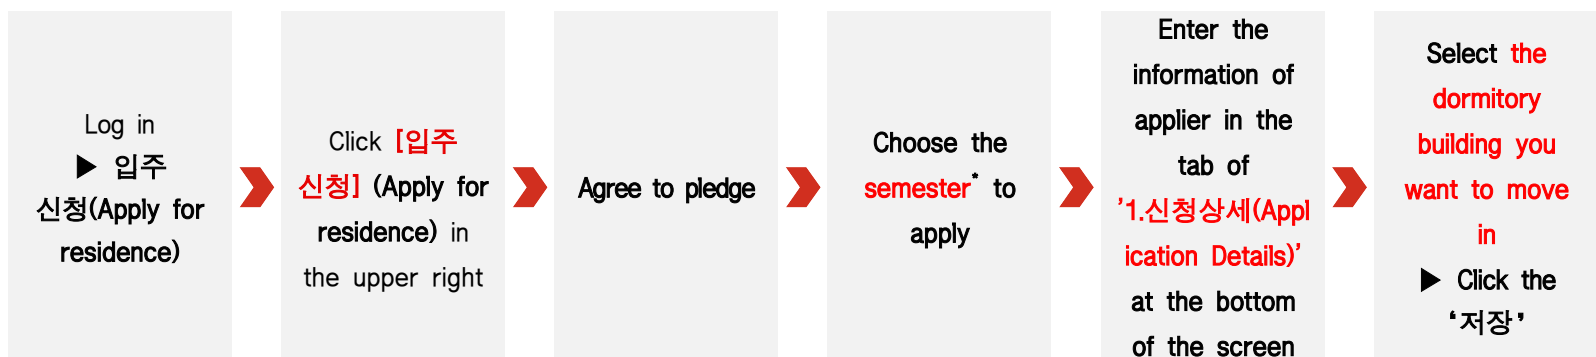 Log in
▶ 입주
신청(Apply for
residence)
Click [입주
신청] (Apply for
residence) in
the upper right
Agree to pledge
Choose the
semester* to
apply
Enter the
information of
applier in the
tab of
'1.신청상세(Appl
ication Details)'
at the bottom
of the screen
Select the
dormitory
building you
want to move
in
▶ Click the
‘저장’